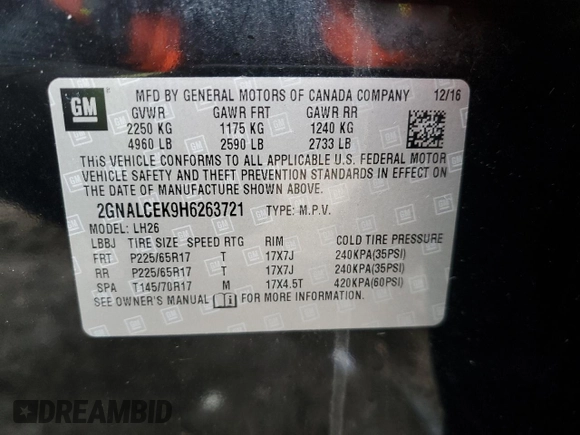 GM
MFD BY GENERAL MOTORS OF CANADA COMPANY 12/16
GVWR GAWR FRT GAWR RR
2250 KG 1175 KG 1240 KG
4960 LB 2590 LB 2733 LB
THIS VEHICLE CONFORMS TO ALL APPLICABLE U.S. FEDERAL MOTOR
VEHICLE SAFETY AND THEFT PREVENTION STANDARDS IN EFFECT ON
THE DATE OF MANUFACTURE SHOWN ABOVE.
2GNALCEK9H6263721 TYPE: M.P.V.
MODEL: LH26
LBBJ TIRE SIZE SPEED RTG RIM COLD TIRE PRESSURE
FRT P225/65R17 T 17X7J 240KPA(35PSI)
RR P225/65R17 T 17X7J 240KPA(35PSI)
SPA T145/70R17 M 17X4.5T 420KPA(60PSI)
SEE OWNER'S MANUAL i FOR MORE INFORMATION.
DREAMBID